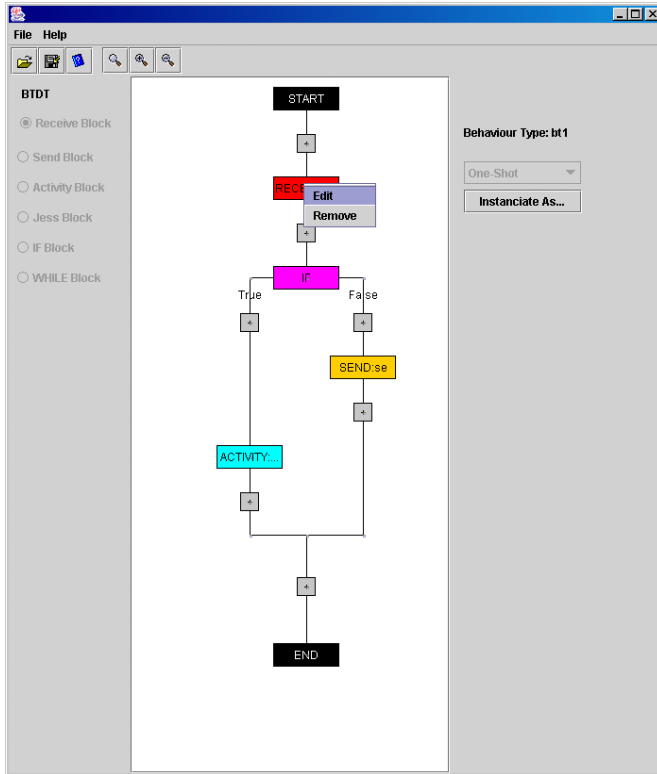 File Help
BTDT
Receive Block
Send Block
Activity Block
Jess Block
IF Block
WHILE Block
START
Edit
Remove
IF
True False
SEND:se
ACTIVITY:...
END
Behaviour Type: bt1
One-Shot
Instanciate As...